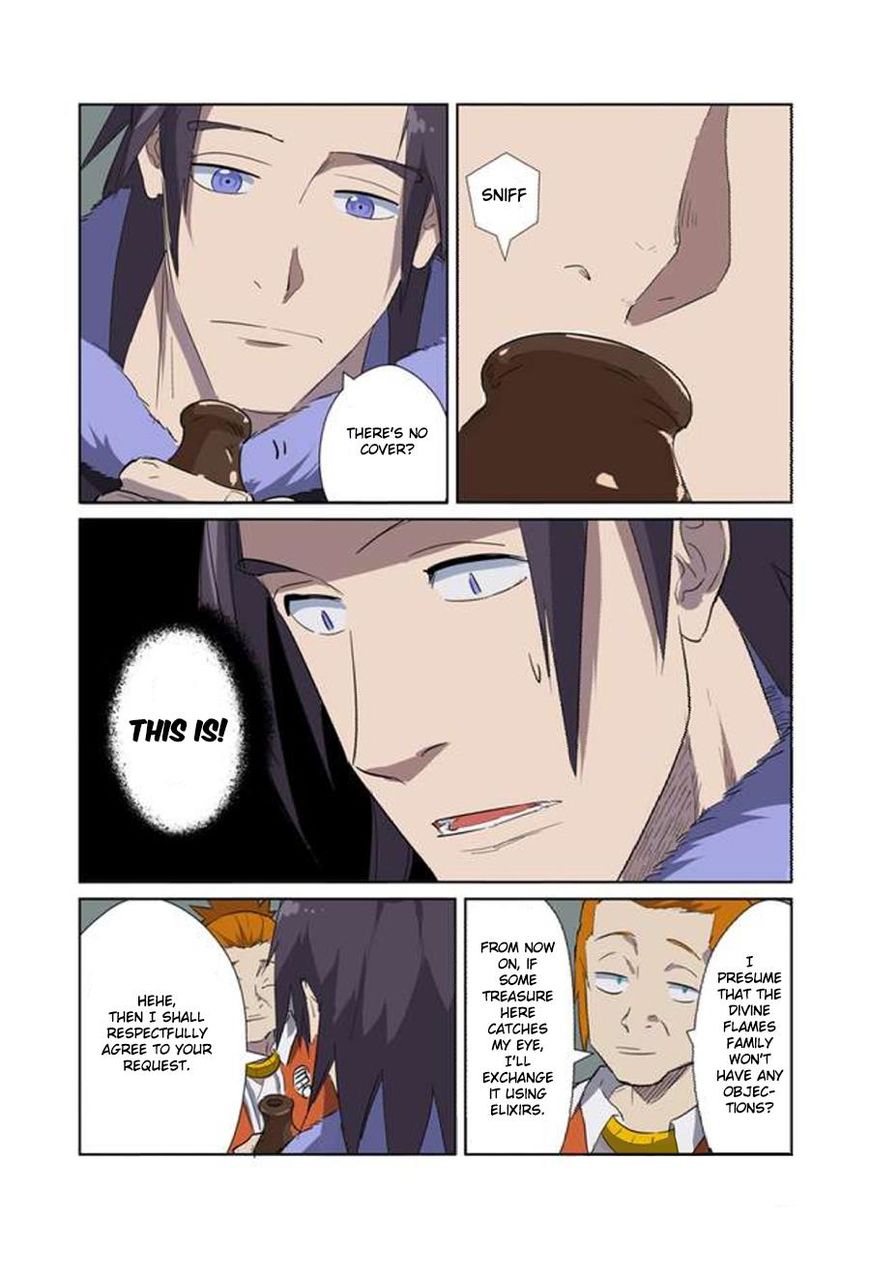 THERE'S NO
COVER?
SNIFF
THIS IS!
HEHE,
THEN I SHALL
RESPECTFULLY
AGREE TO YOUR
REQUEST.
FROM NOW
ON, IF
SOME
TREASURE
HERE
CATCHES
MY EYE,
I'LL
EXCHANGE
IT USING
ELIXIRS.
I
PRESUME
THAT THE
DIVINE
FLAMES
FAMILY
WON'T
HAVE ANY
OBJEC-
TIONS?